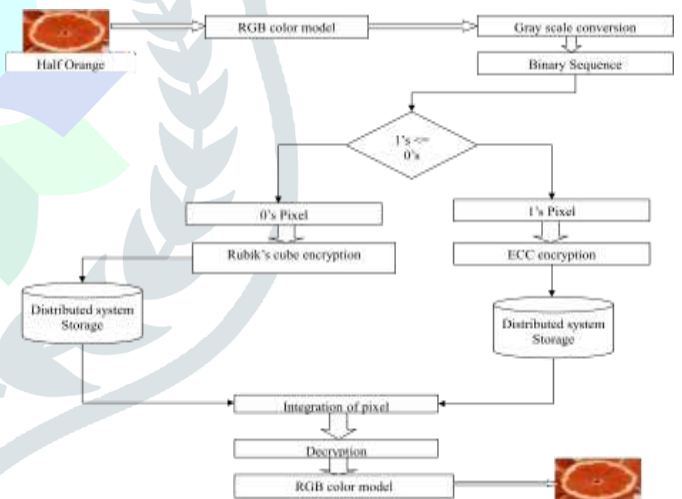 RGB color model
Gray scale conversion
Half Orange
Binary Sequence
1's <=
0's
0's Pixel
1's Pixel
Rubik's cube encryption
ECC encryption
Distributed system
Storage
Distributed system
Storage
Integration of pixel
Decryption
RGB color model